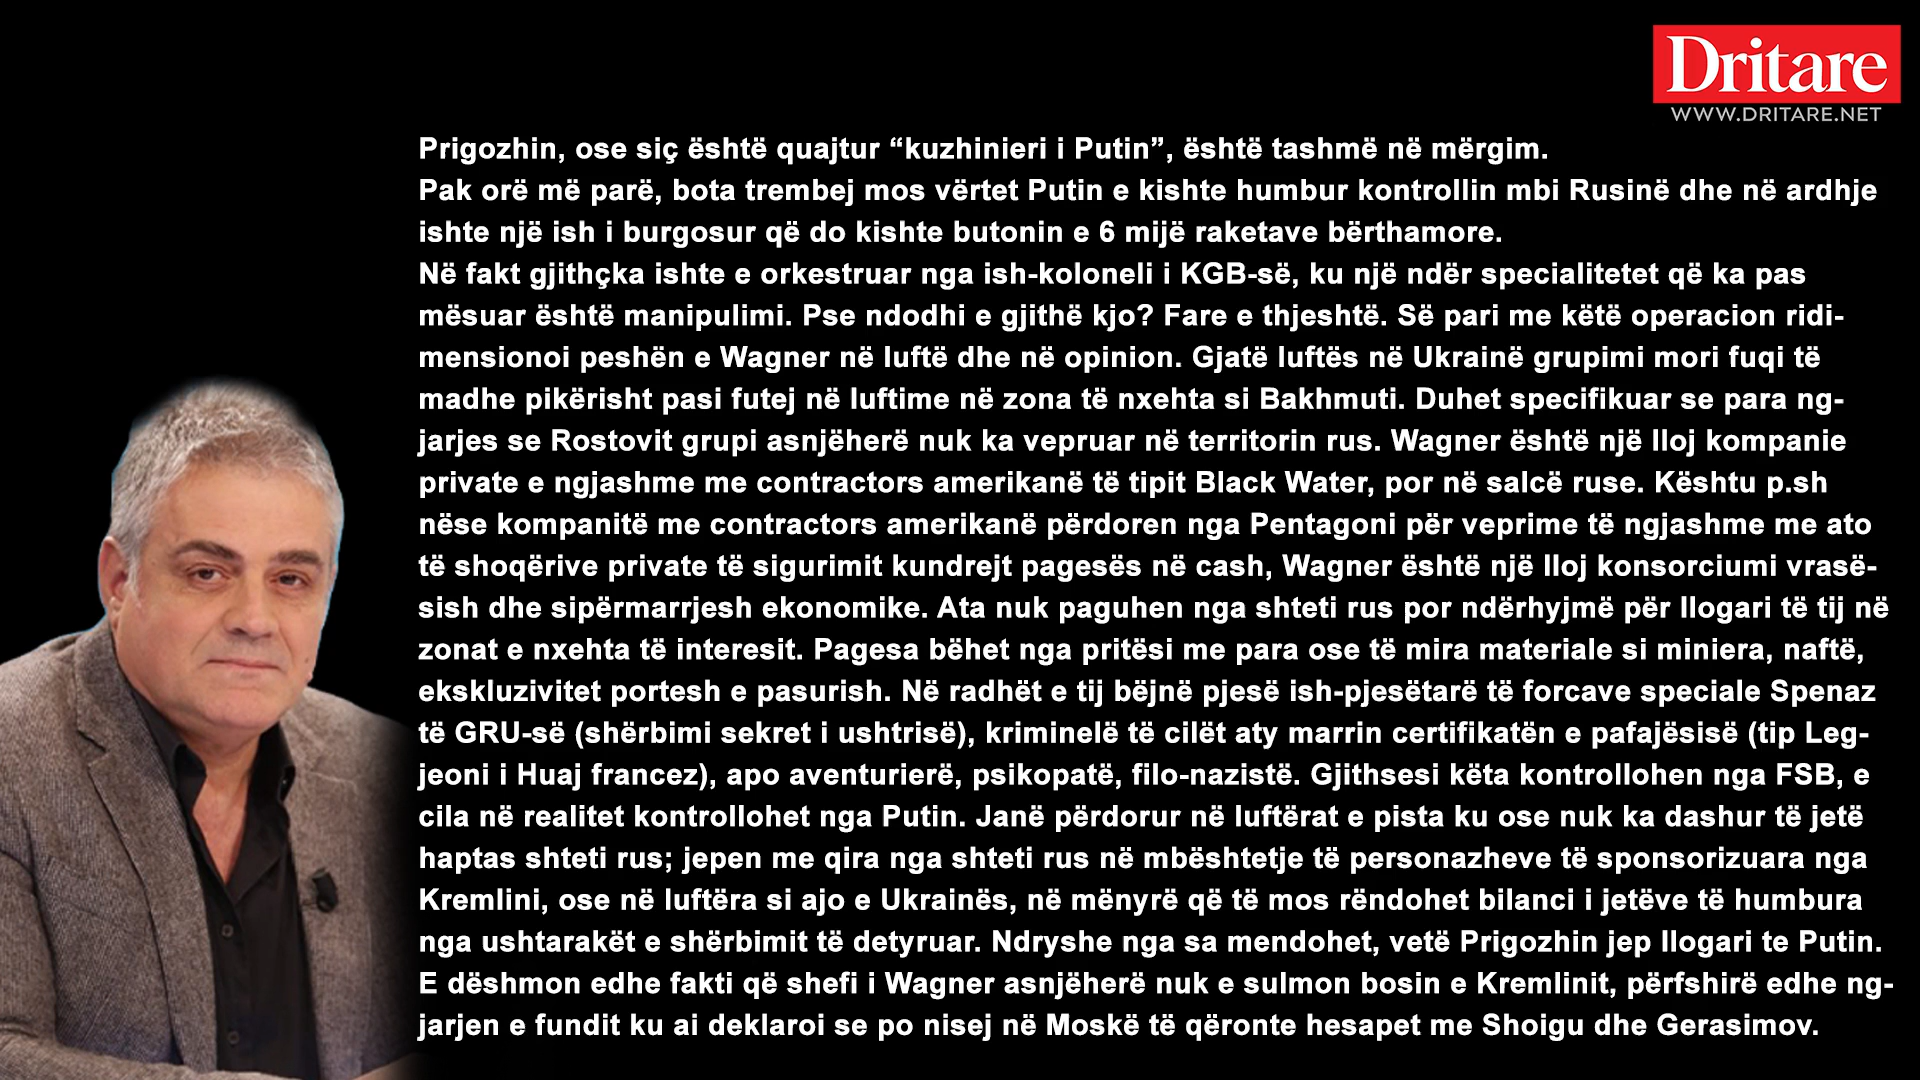 Dritare
WWW.DRITARE.NET
Prigozhin, ose siç është quajtur “kuzhinieri i Putin”, është tashmë në mërgim.
Pak orë më parë, bota trembej mos vërtet Putin e kishte humbur kontrollin mbi Rusinë dhe në ardhje
ishte një ish i burgosur që do kishte butonin e 6 mijë raketave bërthamore.
Në fakt gjithçka ishte e orkestruar nga ish-koloneli i KGB-së, ku një ndër specialitetet që ka pas
mësuar është manipulimi. Pse ndodhi e gjithë kjo? Fare e thjeshtë. Së pari me këtë operacion ridi-
mensionoi peshën e Wagner në luftë dhe në opinion. Gjatë luftës në Ukrainë grupimi mori fuqi të
madhe pikërisht pasi futej në luftime në zona të nxehta si Bakhmuti. Duhet specifikuar se para ng-
jarjes se Rostovit grupi asnjëherë nuk ka vepruar në territorin rus. Wagner është një lloj kompanie
private e ngjashme me contractors amerikanë të tipit Black Water, por në salcë ruse. Kështu p.sh
nëse kompanitë me contractors amerikanë përdoren nga Pentagoni për veprime të ngjashme me ato
të shoqërive private të sigurimit kundrejt pagesës në cash, Wagner është një lloj konsorciumi vrasë-
sish dhe sipërmarrjesh ekonomike. Ata nuk paguhen nga shteti rus por ndërhyjmë për llogari të tij në
zonat e nxehta të interesit. Pagesa bëhet nga pritësi me para ose të mira materiale si miniera, naftë,
ekskluzivitet portesh e pasurish. Në radhët e tij bëjnë pjesë ish-pjesëtarë të forcave speciale Spenaz
të GRU-së (shërbimi sekret i ushtrisë), kriminelë të cilët aty marrin certifikatën e pafajësisë (tip Leg-
jeoni i Huaj francez), apo aventurierë, psikopatë, filo-nazistë. Gjithsesi këta kontrollohen nga FSB, e
cila në realitet kontrollohet nga Putin. Janë përdorur në luftërat e pista ku ose nuk ka dashur të jetë
haptas shteti rus; jepen me qira nga shteti rus në mbështetje të personazheve të sponsorizuara nga
Kremlini, ose në luftëra si ajo e Ukrainës, në mënyrë që të mos rëndohet bilanci i jetëve të humbura
nga ushtarakët e shërbimit të detyruar. Ndryshe nga sa mendohet, vetë Prigozhin jep llogari te Putin.
E dëshmon edhe fakti që shefi i Wagner asnjëherë nuk e sulmon bosin e Kremlinit, përfshirë edhe ng-
jarjen e fundit ku ai deklaroi se po nisej në Moskë të qëronte hesapet me Shoigu dhe Gerasimov.